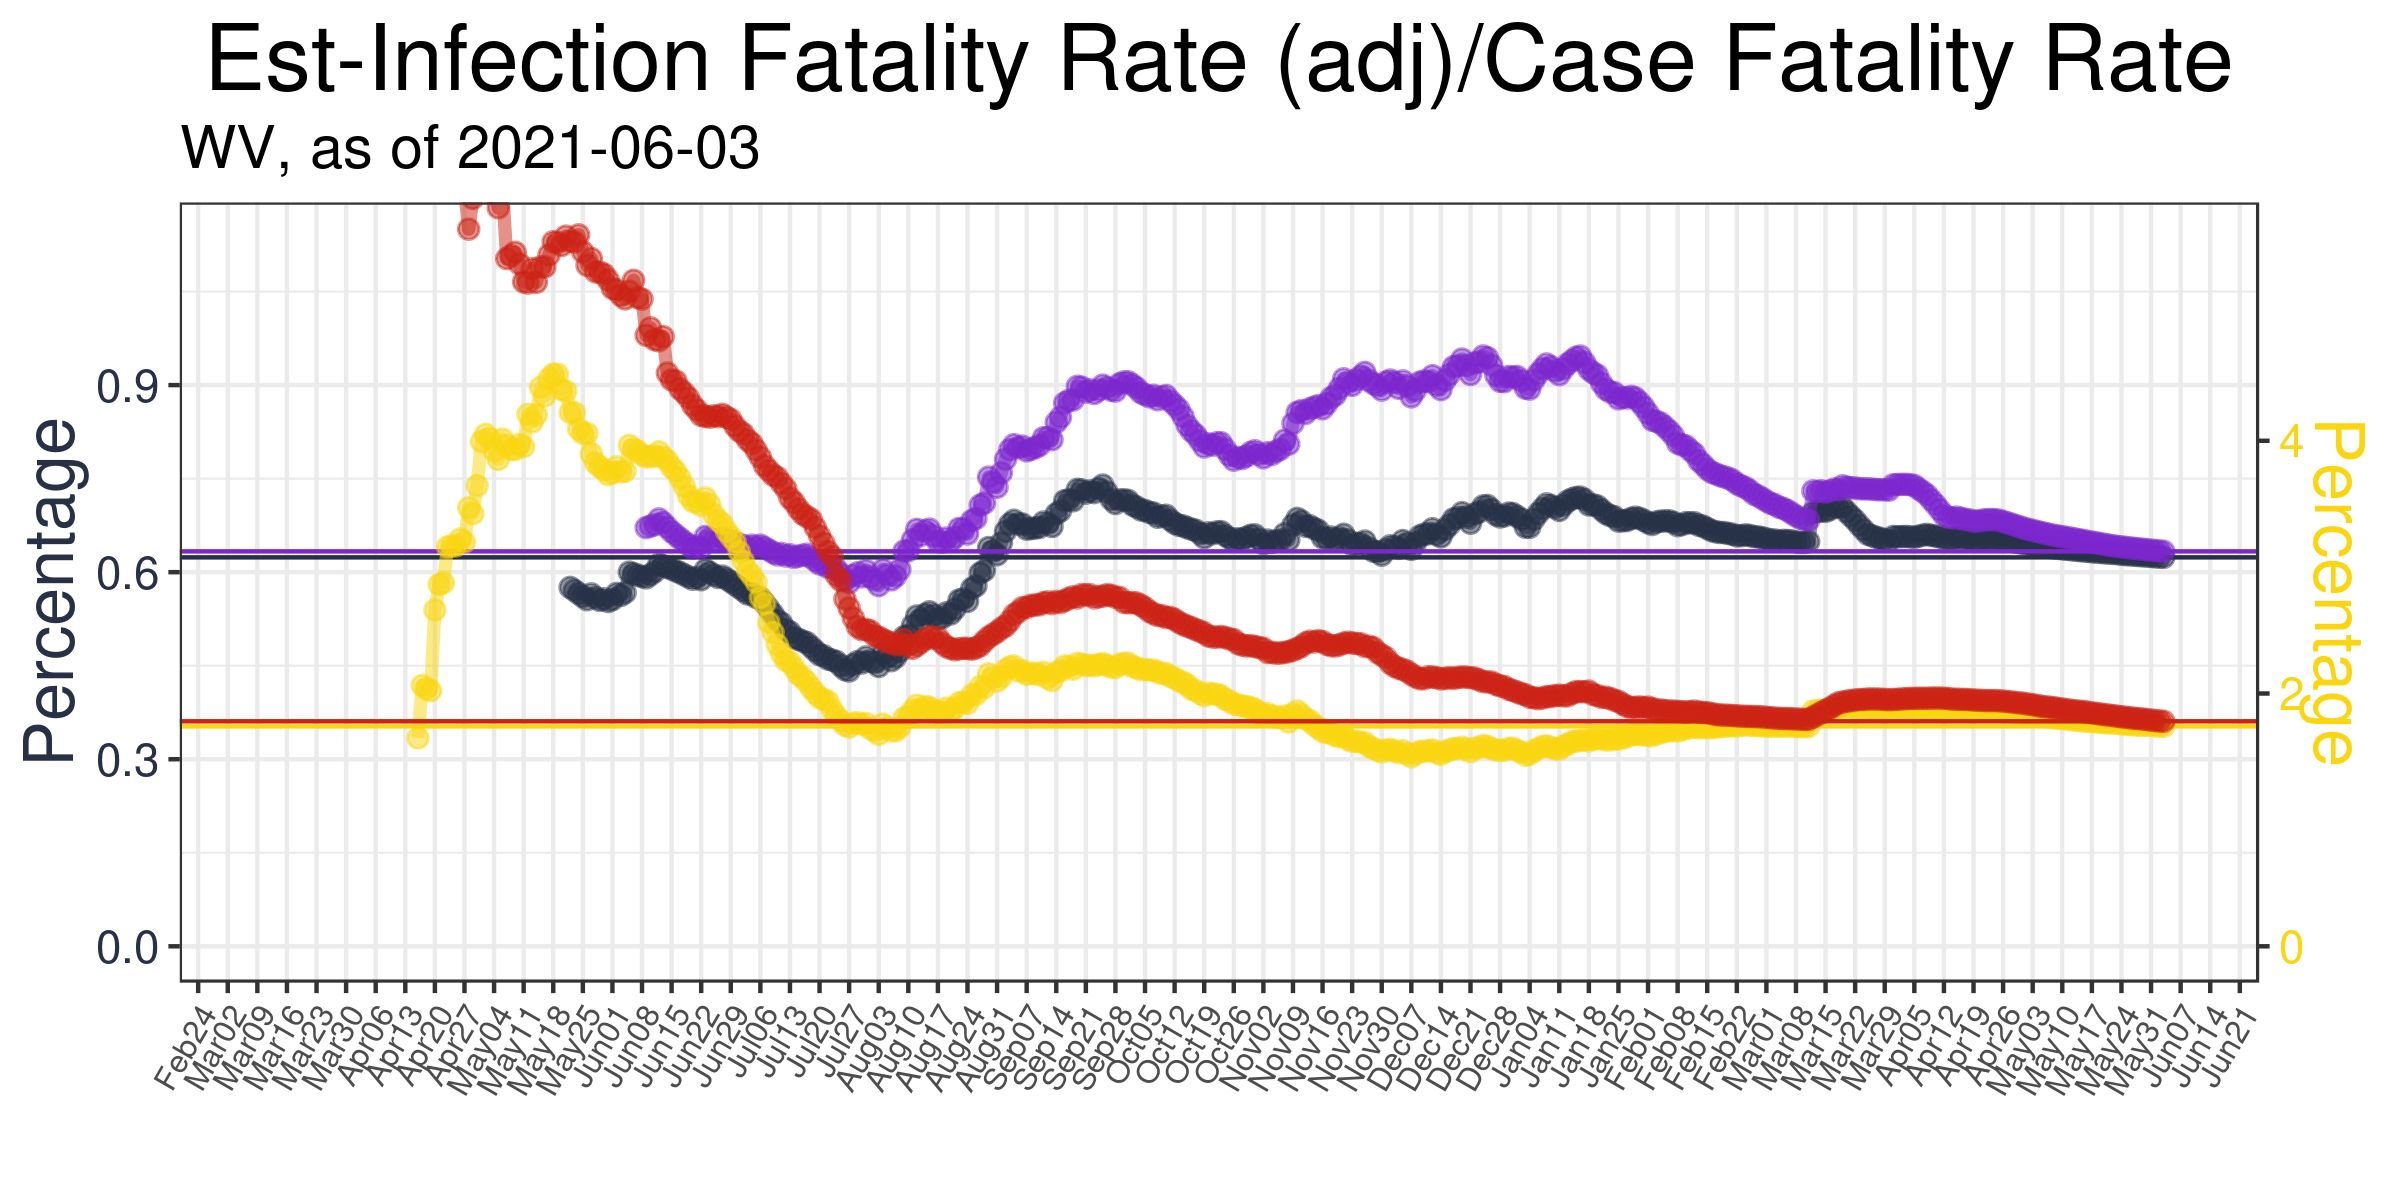 Est-Infection Fatality Rate (adj)/Case Fatality Rate
WV, as of 2021-06-03
Percentage
0.9
0.6
0.3
0.0
4
2
0
Percentage
Feb24
Mar02
Mar09
Mar16
Mar23
Mar30
Apr06
Apr13
Apr20
Apr27
May04
May11
May18
May25
Jun01
Jun08
Jun15
Jun22
Jun29
Jul06
Jul13
Jul20
Jul27
Aug03
Aug10
Aug17
Aug24
Aug31
Sep07
Sep14
Sep21
Sep28
Oct05
Oct12
Oct19
Oct26
Nov02
Nov09
Nov16
Nov23
Nov30
Dec07
Dec14
Dec21
Dec28
Jan04
Jan11
Jan18
Jan25
Feb01
Feb08
Feb15
Feb22
Mar01
Mar08
Mar15
Mar22
Mar29
Apr05
Apr12
Apr19
Apr26
May03
May10
May17
May24
May31
Jun07
Jun14
Jun21